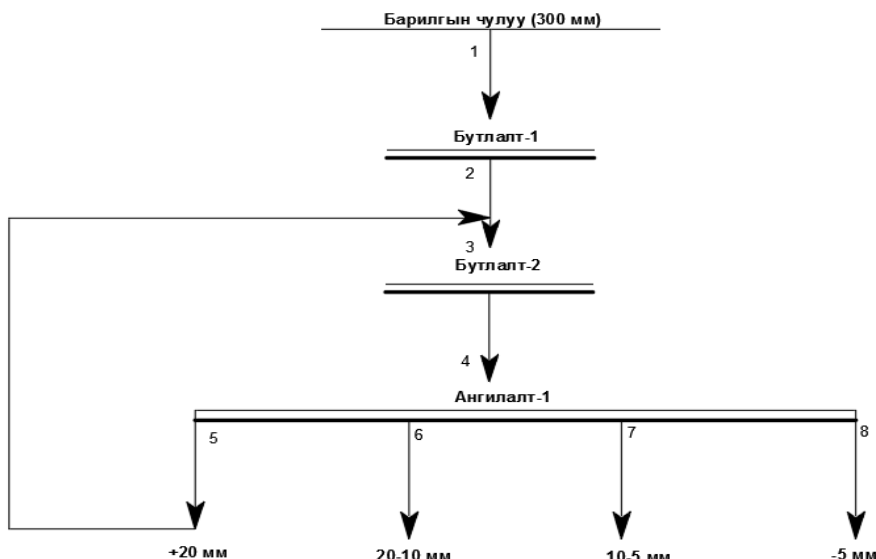 Барилгын чулуу (300 мм)
1
Бутлалт-1
2
3
Бутлалт-2
4
Ангилалт-1
5
6
7
8
+20 мм
20-10 мм
10-5 мм
-5 мм